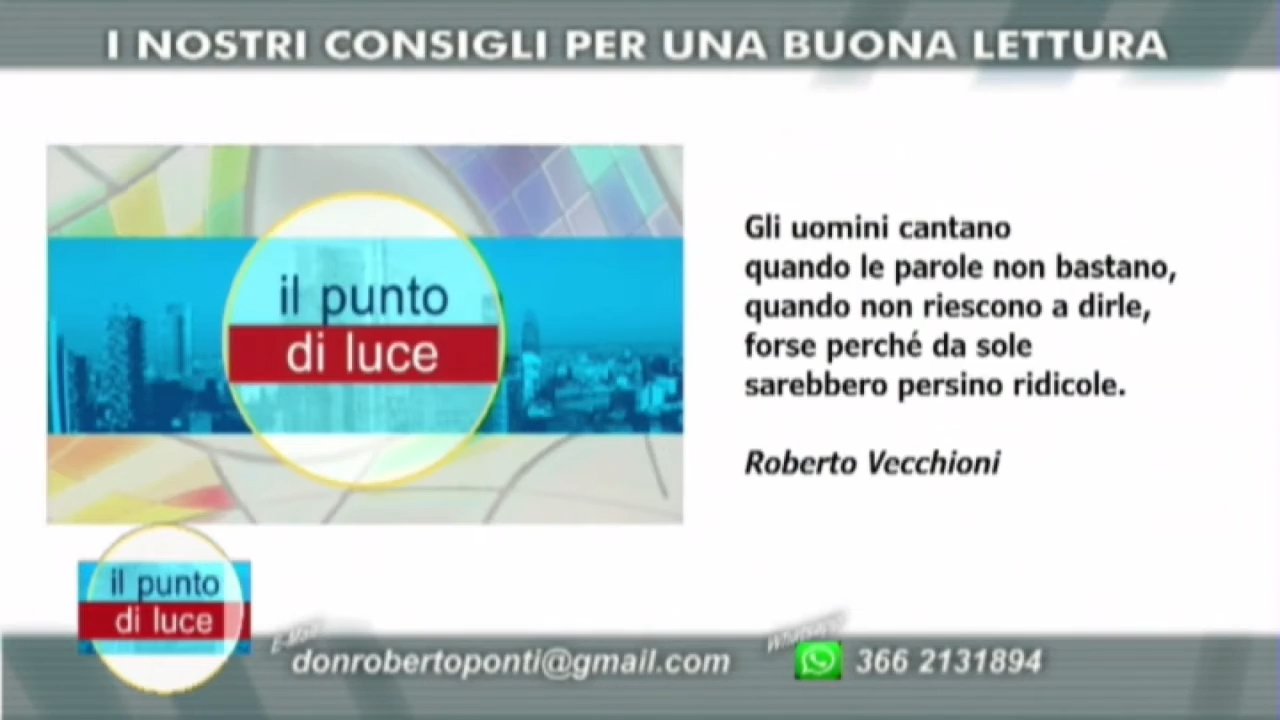 I NOSTRI CONSIGLI PER UNA BUONA LETTURA
il punto
di luce
Gli uomini cantano
quando le parole non bastano,
quando non riescono a dirle,
forse perché da sole
sarebbero persino ridicole.
Roberto Vecchioni
il punto
di luce
E-Mail
donrobertoponti@gmail.com
WhatsApp
366 2131894